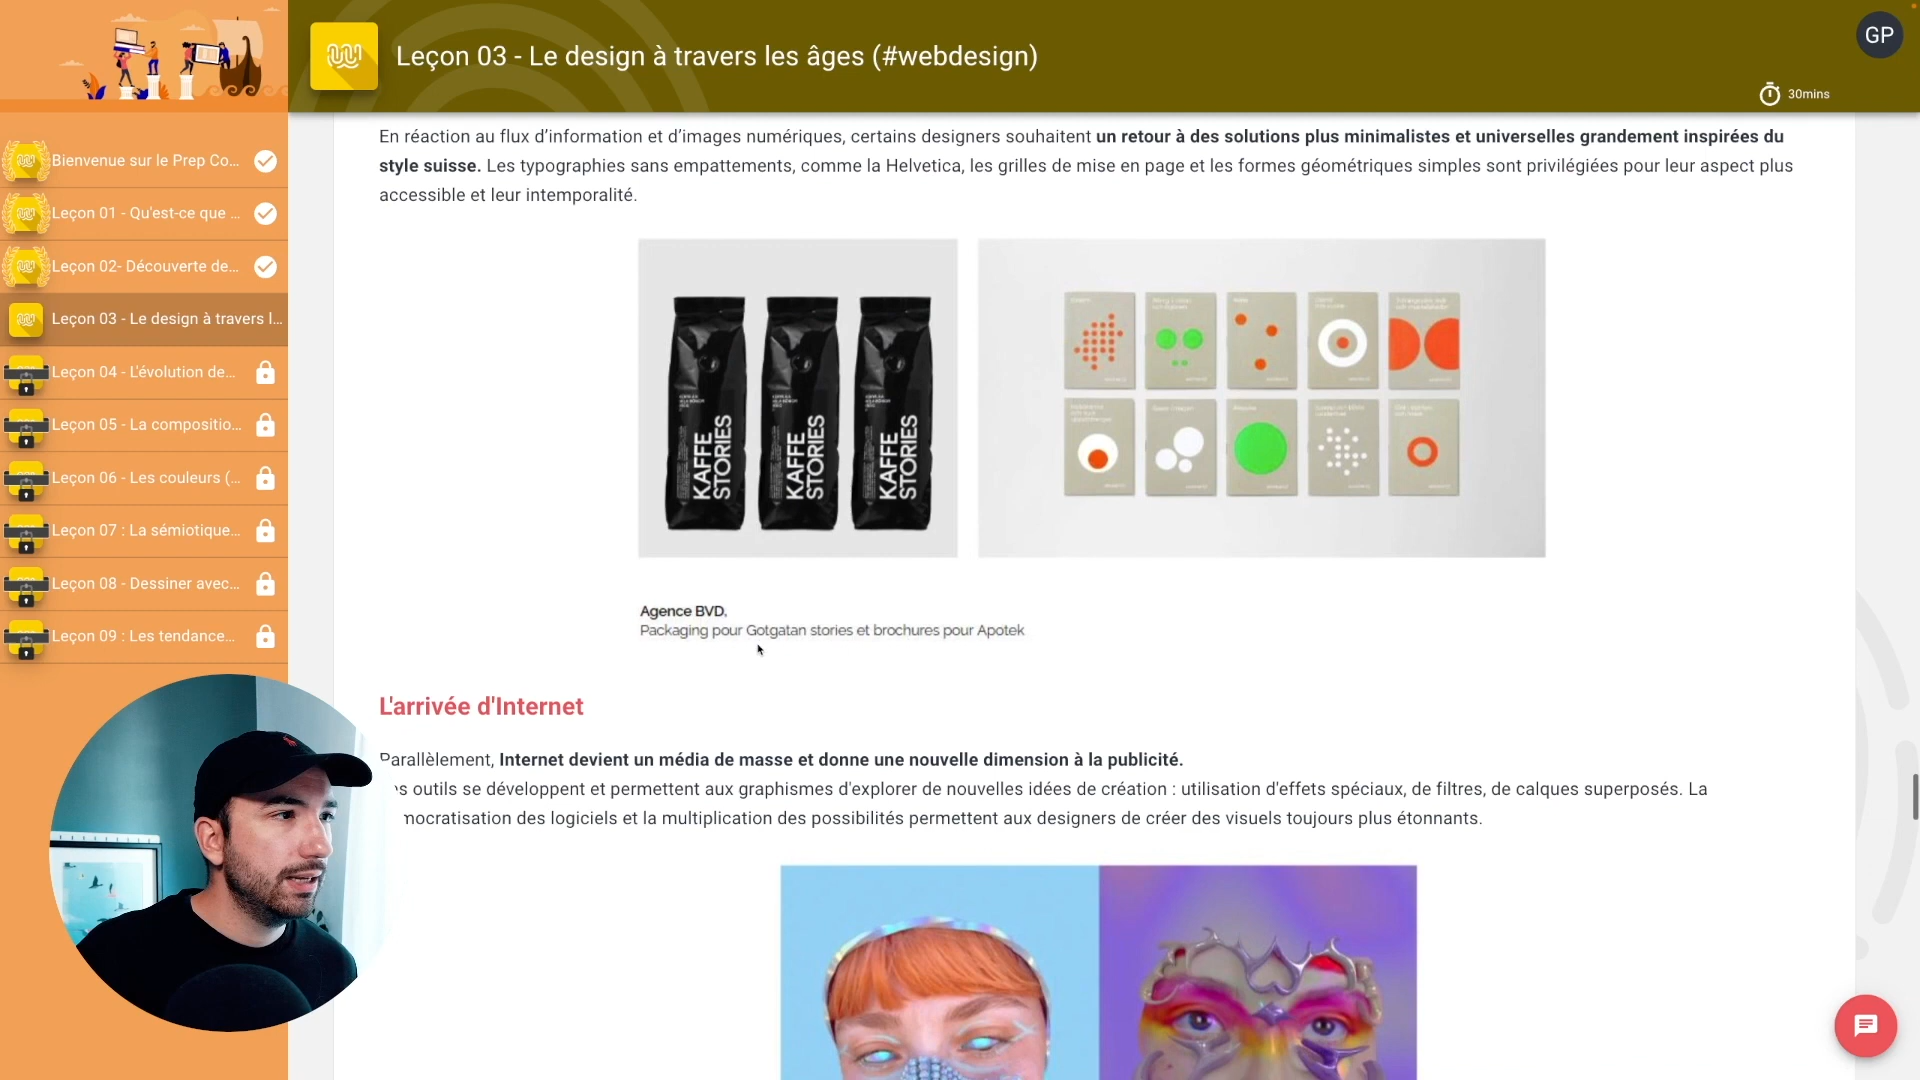 Leçon 03 - Le design à travers les âges (#webdesign)
GP
30mins
Bienvenue sur le Prep Co...
Leçon 01 - Qu'est-ce que ...
Leçon 02- Découverte de...
Leçon 03 - Le design à travers l...
Leçon 04 - L'évolution de...
Leçon 05 - La compositio...
Leçon 06 - Les couleurs (...
Leçon 07 : La sémiotique...
Leçon 08 - Dessiner avec...
Leçon 09 : Les tendance...
En réaction au flux d’information et d’images numériques, certains designers souhaitent un retour à des solutions plus minimalistes et universelles grandement inspirées du
style suisse. Les typographies sans empattements, comme la Helvetica, les grilles de mise en page et les formes géométriques simples sont privilégiées pour leur aspect plus
accessible et leur intemporalité.
KAFFE
STORIES
KAFFE
STORIES
KAFFE
STORIES
Agence BVD,
Packaging pour Gotgatan stories et brochures pour Apotek
L'arrivée d'Internet
Parallèlement, Internet devient un média de masse et donne une nouvelle dimension à la publicité.
s outils se développent et permettent aux graphismes d'explorer de nouvelles idées de création : utilisation d'effets spéciaux, de filtres, de calques superposés. La
mocratisation des logiciels et la multiplication des possibilités permettent aux designers de créer des visuels toujours plus étonnants.